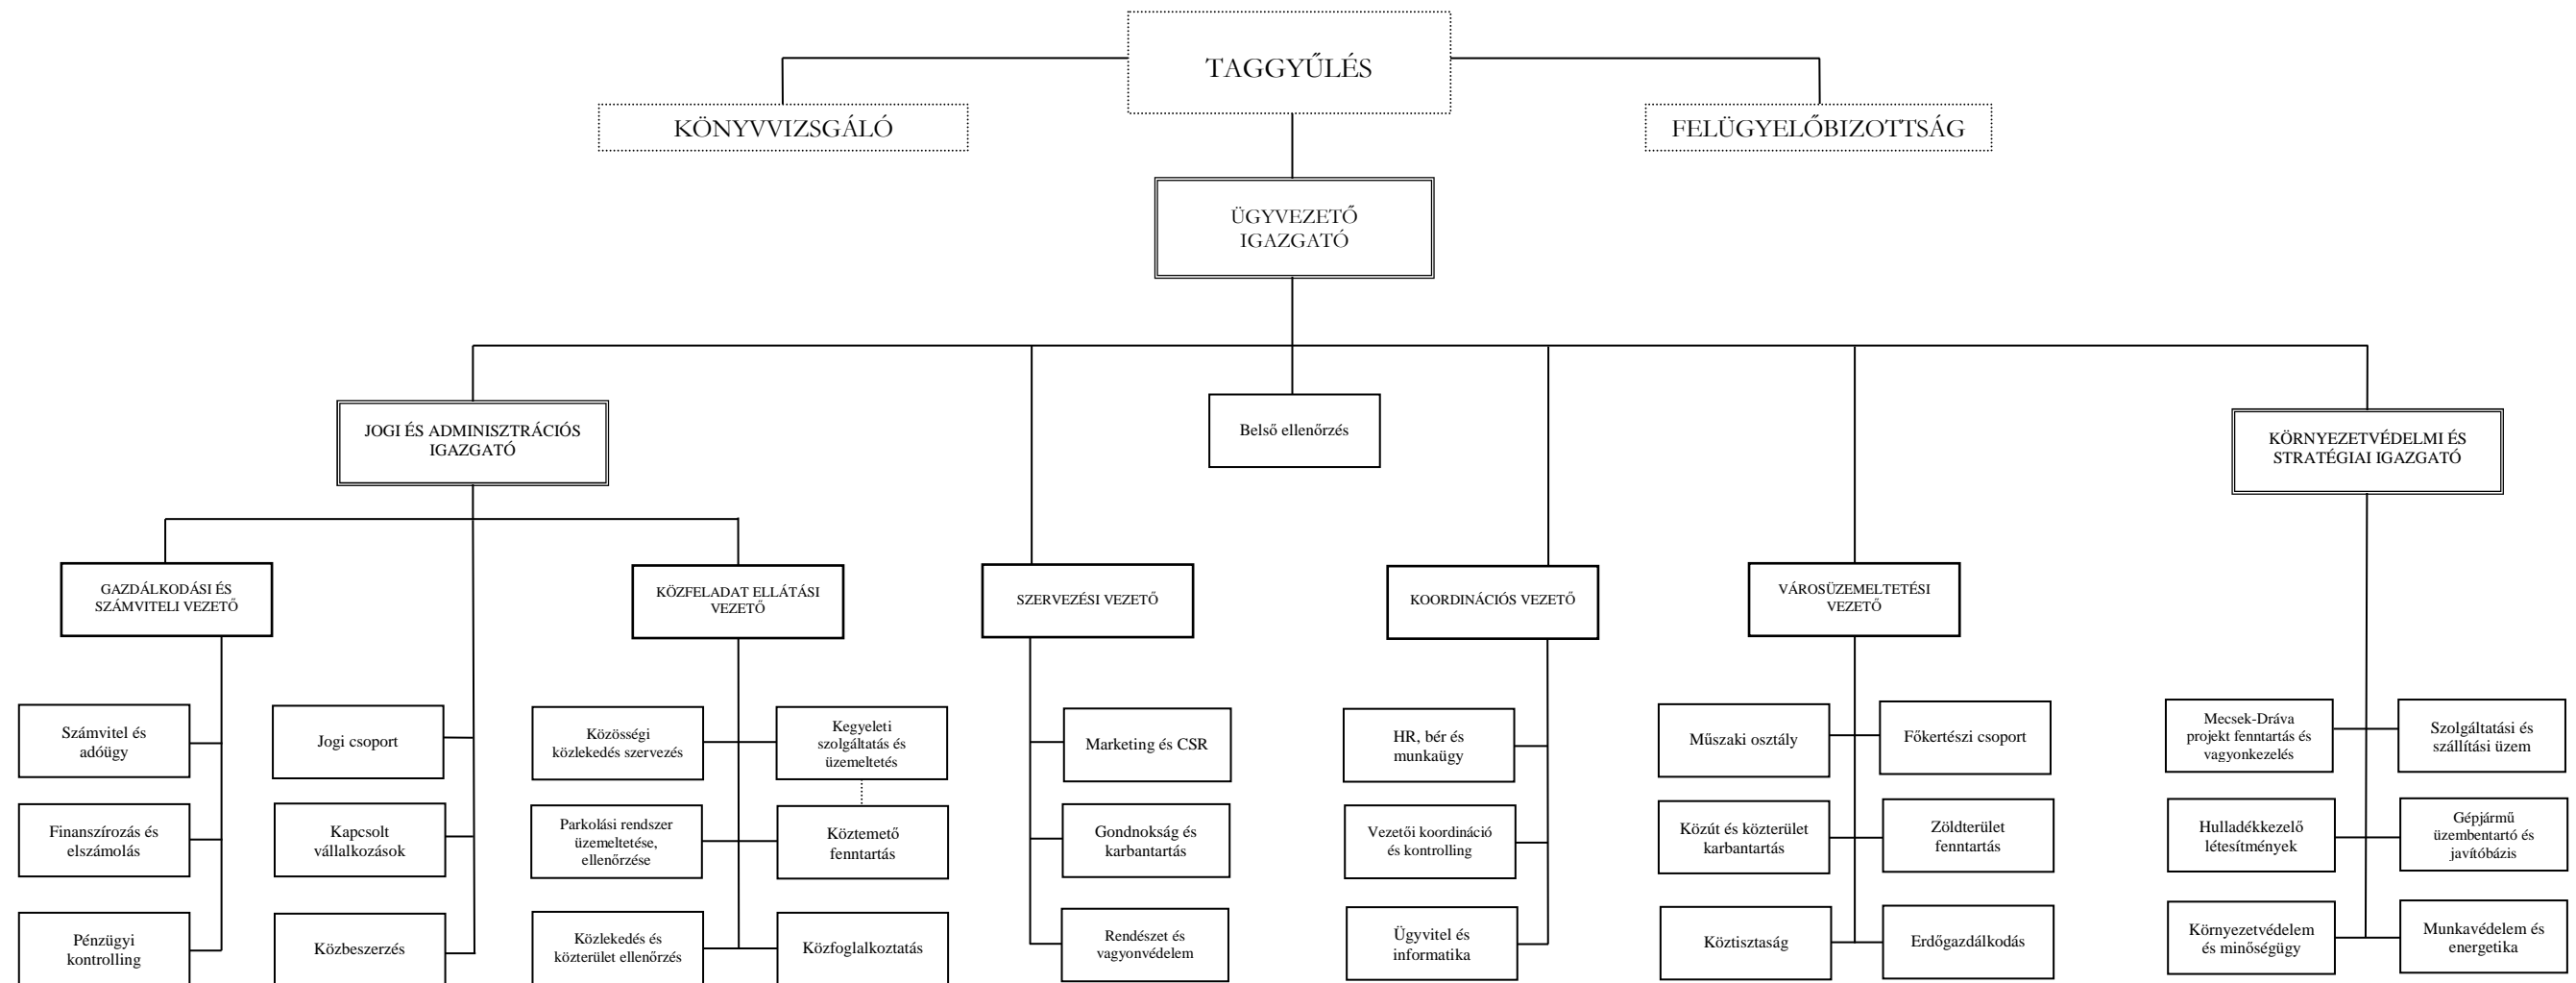 TAGGYŰLÉS
KÖNYVVIZSGÁLÓ
FELÜGYELŐBIZOTTSÁG
ÜGYVEZETŐ
IGAZGATÓ
JOGI ÉS ADMINISZTRÁCIÓS
IGAZGATÓ
Belső ellenőrzés
KÖRNYEZETVÉDELMI ÉS
STRATÉGIAI IGAZGATÓ
GAZDÁLKODÁSI ÉS
SZÁMVITELI VEZETŐ
KÖZFELADAT ELLÁTÁSI
VEZETŐ
SZERVEZÉSI VEZETŐ
KOORDINÁCIÓS VEZETŐ
VÁROSÜZEMELTETÉSI
VEZETŐ
Számvitel és
adóügy
Jogi csoport
Közösségi
közlekedés szervezés
Kegyeleti
szolgáltatás és
üzemeltetés
Marketing és CSR
HR, bér és
munkaügy
Műszaki osztály
Főkertészi csoport
Mecsek-Dráva
projekt fenntartás és
vagyonkezelés
Szolgáltatási és
szállítási üzem
Finanszírozás és
elszámolás
Kapcsolt
vállalkozások
Parkolási rendszer
üzemeltetése,
ellenőrzése
Köztemető
fenntartás
Gondnokság és
karbantartás
Vezetői koordináció
és kontrolling
Közút és közterület
karbantartás
Zöldterület
fenntartás
Hulladékkezelő
létesítmények
Gépjármű
üzembentartó és
javítóbázis
Pénzügyi
kontrolling
Közbeszerzés
Közlekedés és
közterület ellenőrzés
Közfoglalkoztatás
Rendészet és
vagyonvédelem
Ügyvitel és
informatika
Köztisztaság
Erdőgazdálkodás
Környezetvédelem
és minőségügy
Munkavédelem és
energetika